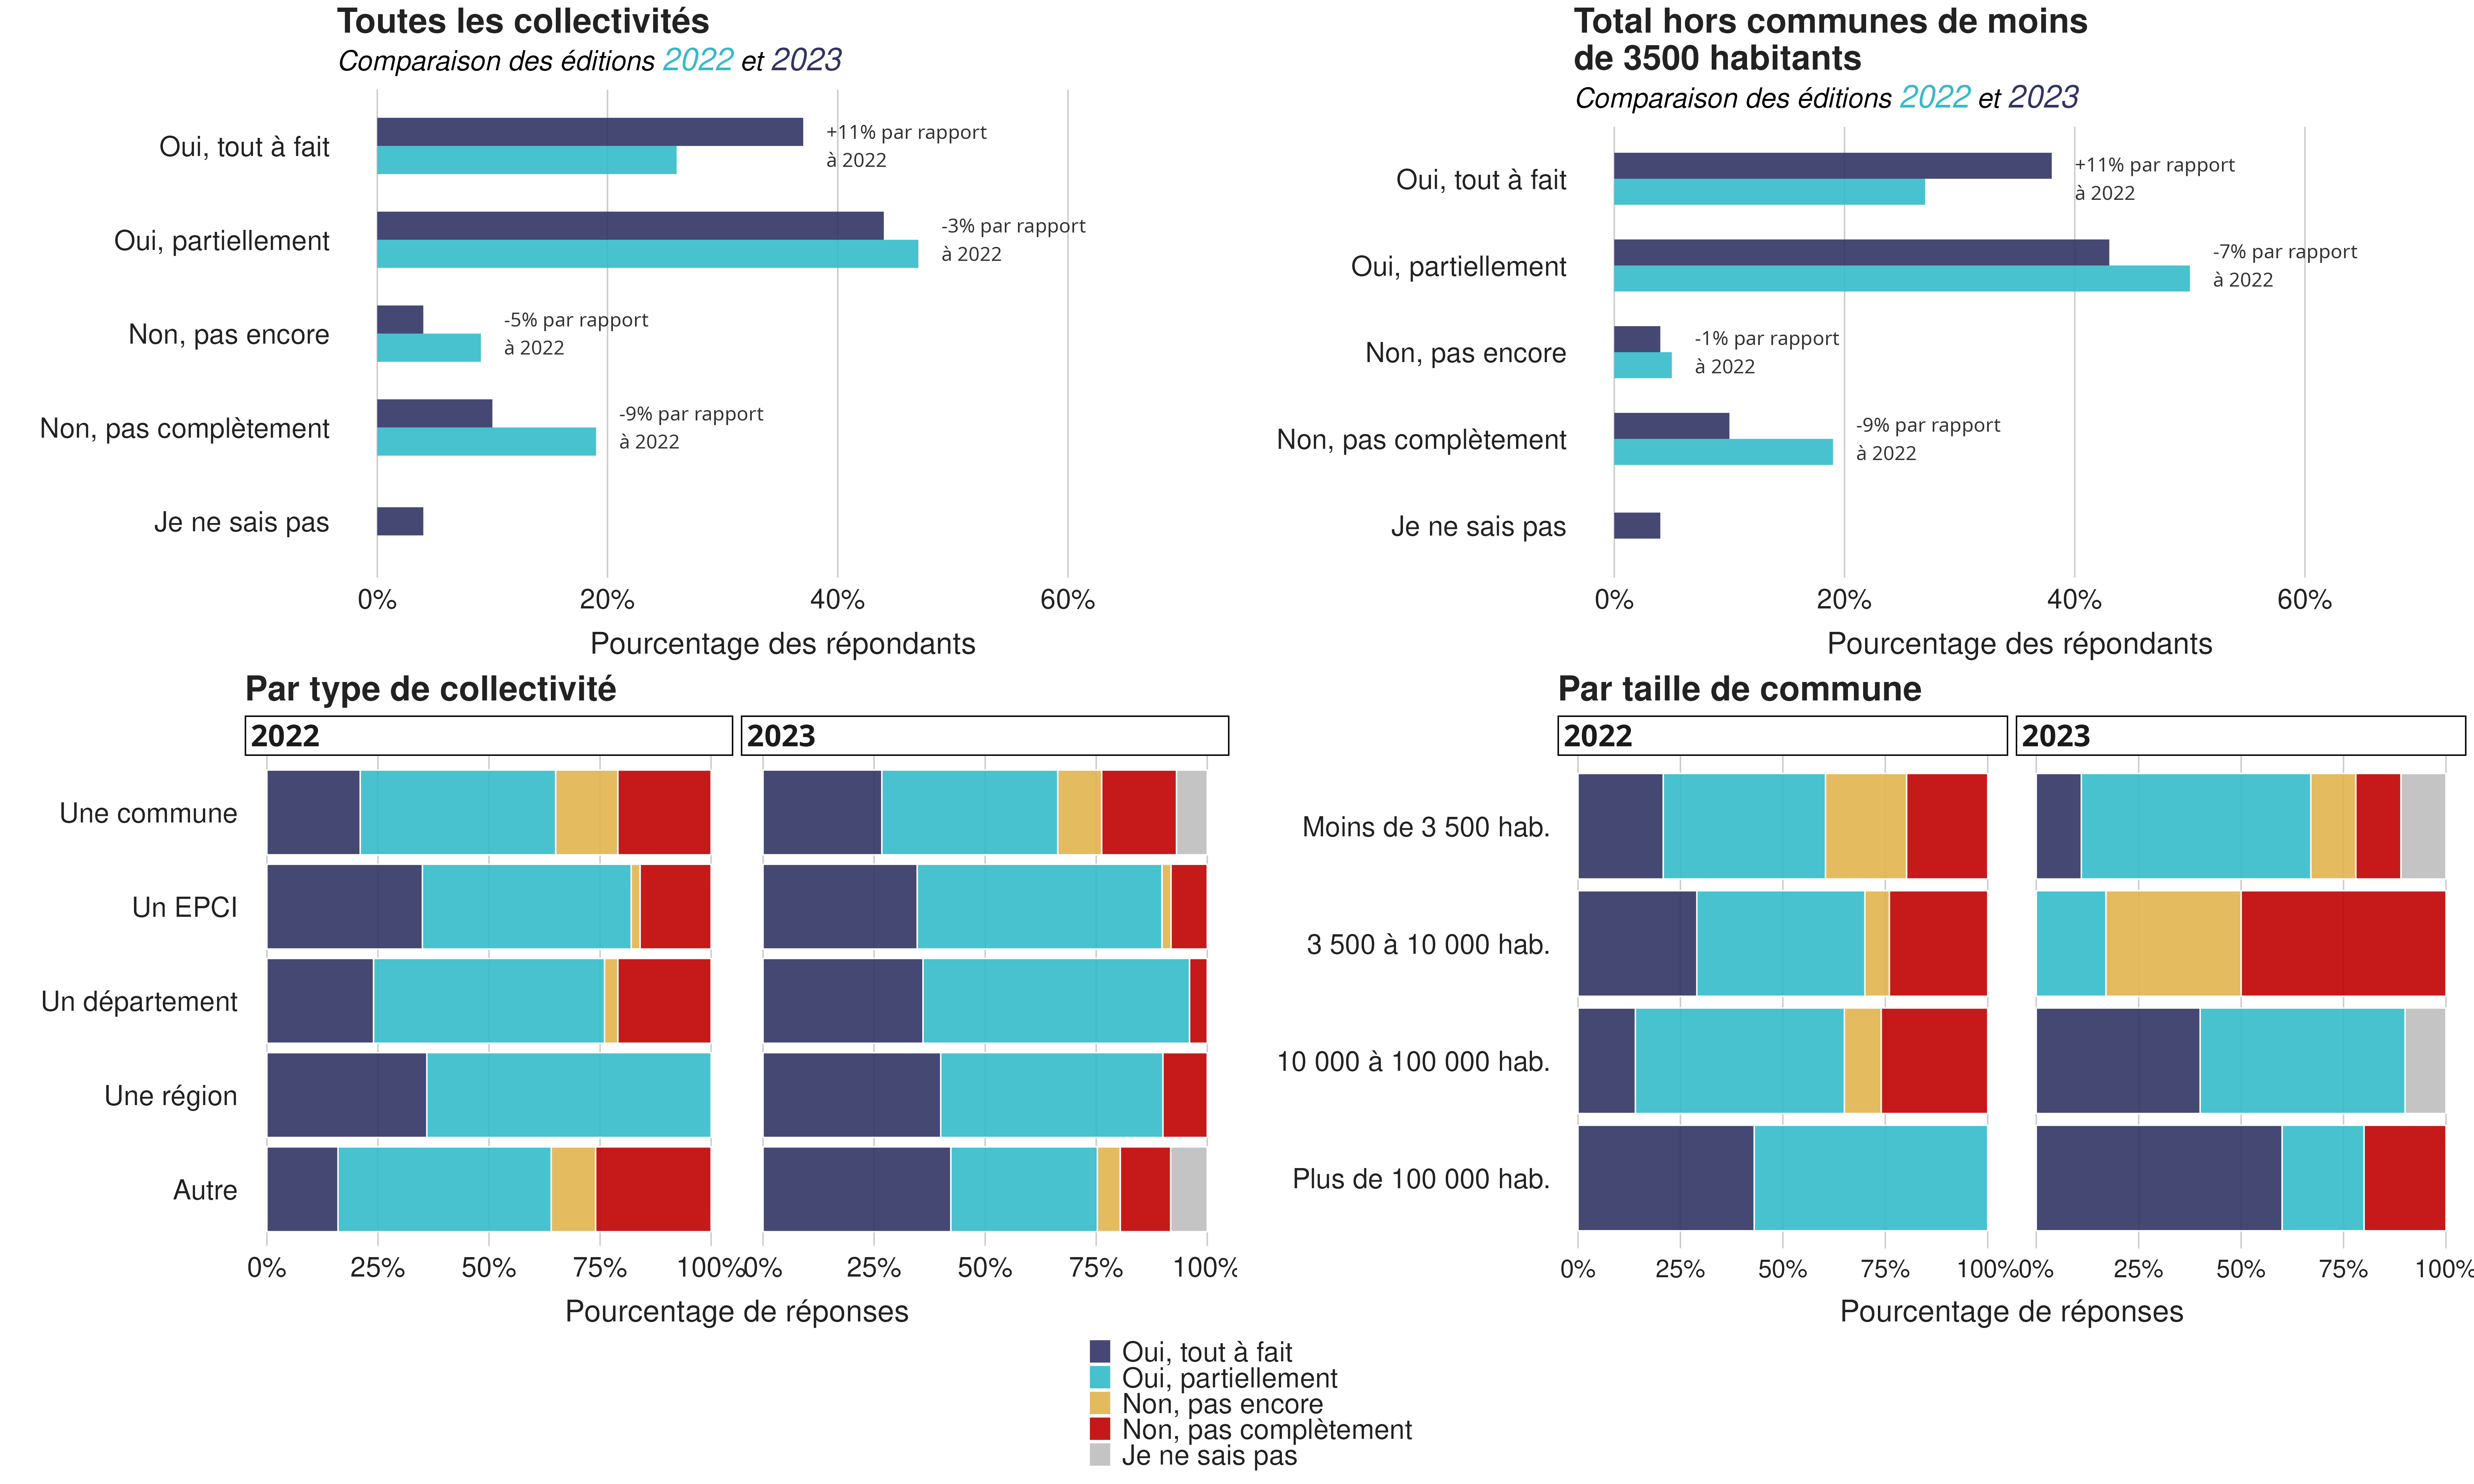 Toutes les collectivités
Comparaison des éditions 2022 et 2023
Oui, tout à fait
+11% par rapport
à 2022
Oui, partiellement
-3% par rapport
à 2022
Non, pas encore
-5% par rapport
à 2022
Non, pas complètement
-9% par rapport
à 2022
Je ne sais pas
0% 20% 40% 60%
Pourcentage des répondants
Total hors communes de moins
de 3500 habitants
Comparaison des éditions 2022 et 2023
Oui, tout à fait
+11% par rapport
à 2022
Oui, partiellement
-7% par rapport
à 2022
Non, pas encore
-1% par rapport
à 2022
Non, pas complètement
-9% par rapport
à 2022
Je ne sais pas
0% 20% 40% 60%
Pourcentage des répondants
Par type de collectivité
2022 2023
Une commune
Un EPCI
Un département
Une région
Autre
0% 25% 50% 75% 100% 0% 25% 50% 75% 100%
Pourcentage de réponses
Par taille de commune
2022 2023
Moins de 3 500 hab.
3 500 à 10 000 hab.
10 000 à 100 000 hab.
Plus de 100 000 hab.
0% 25% 50% 75% 100% 0% 25% 50% 75% 100%
Pourcentage de réponses
Oui, tout à fait
Oui, partiellement
Non, pas encore
Non, pas complètement
Je ne sais pas